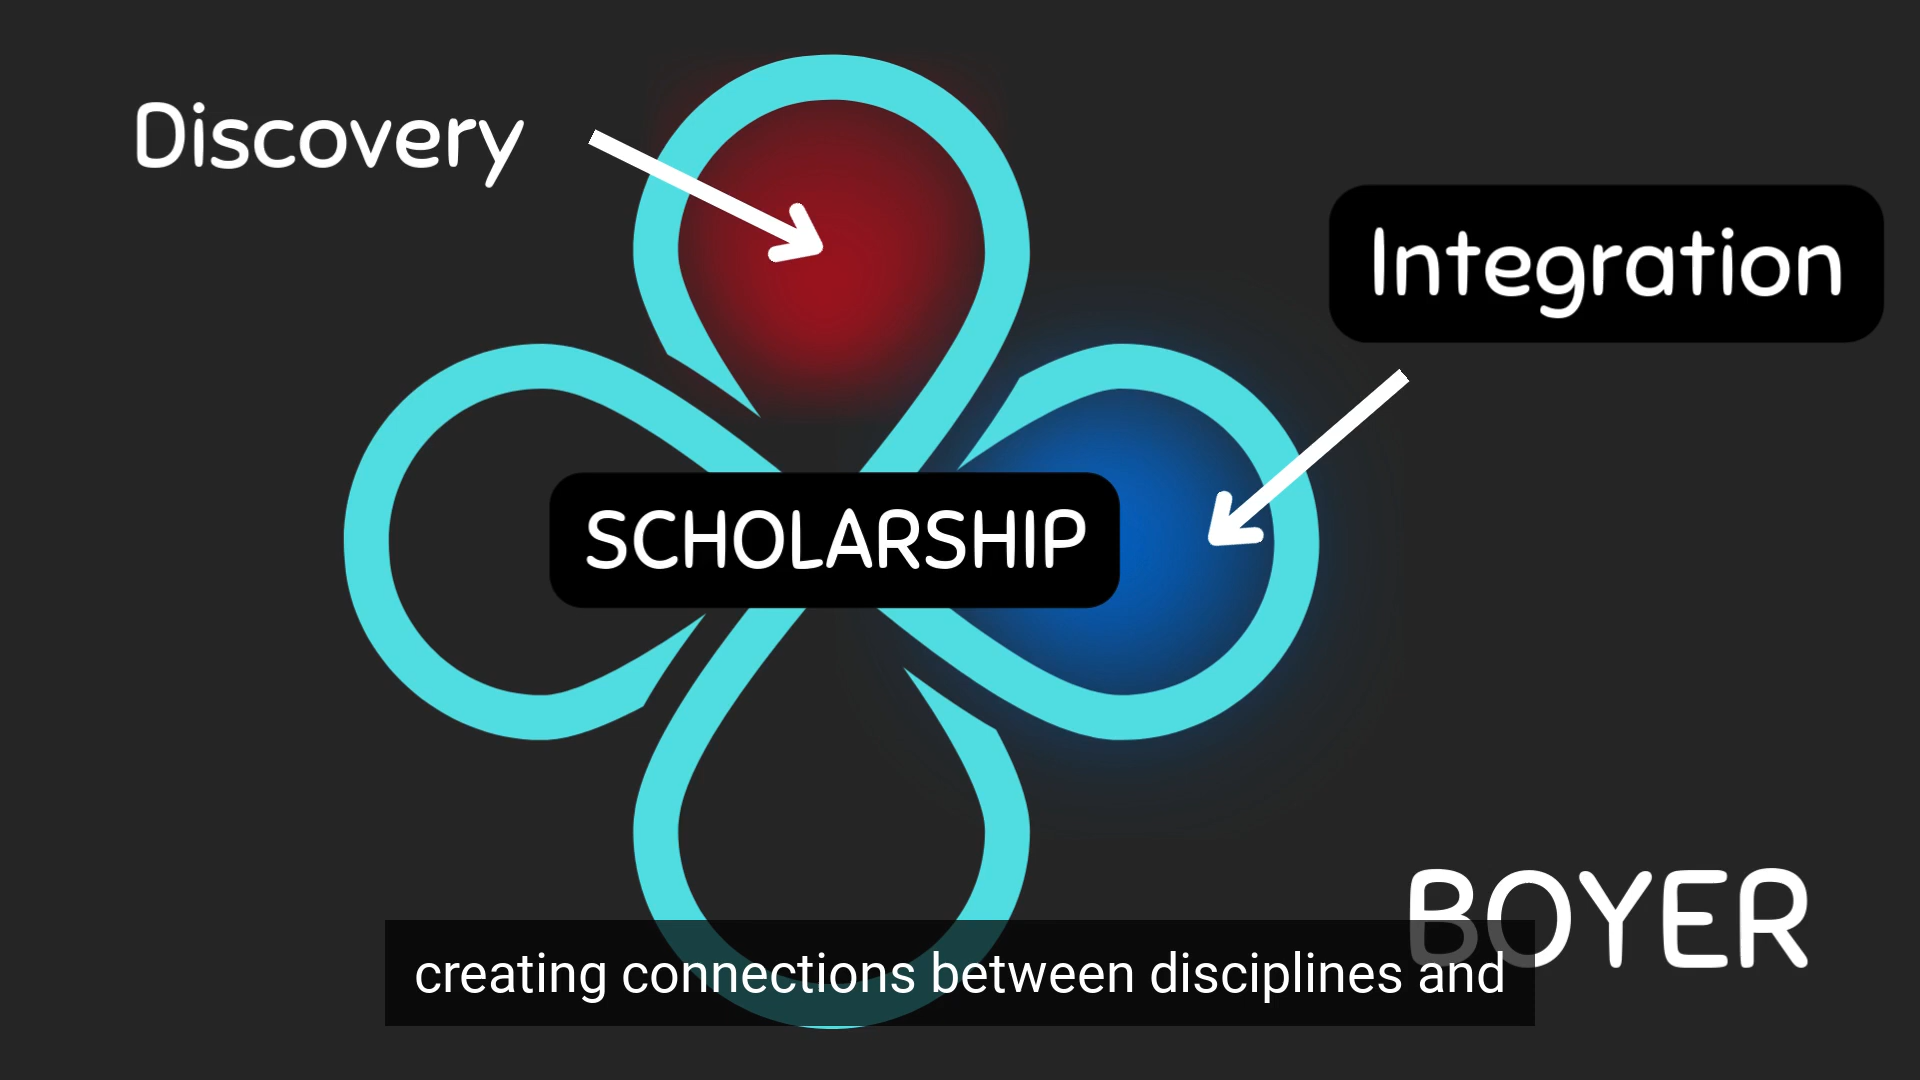 Discovery
Integration
SCHOLARSHIP
BOYER
creating connections between disciplines and